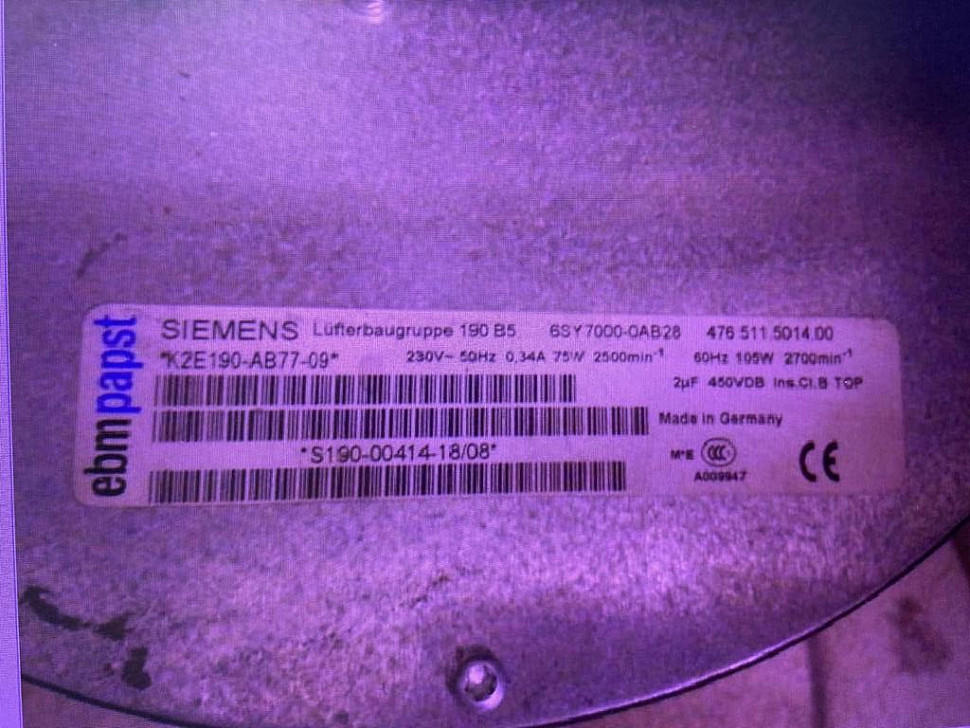 ebmpapst
SIEMENS Lüfterbaugruppe 190 B5 6SY7000-0AB28 476 511 5014.00
*K2E190-AB77-09* 230V~ 50Hz 0,34A 75W 2500min⁻¹ 60Hz 105W 2700min⁻¹
2µF 450VDB Ins.Cl.B TOP
Made in Germany
*S190-00414-18/08*
M*E CCC CE
A009947